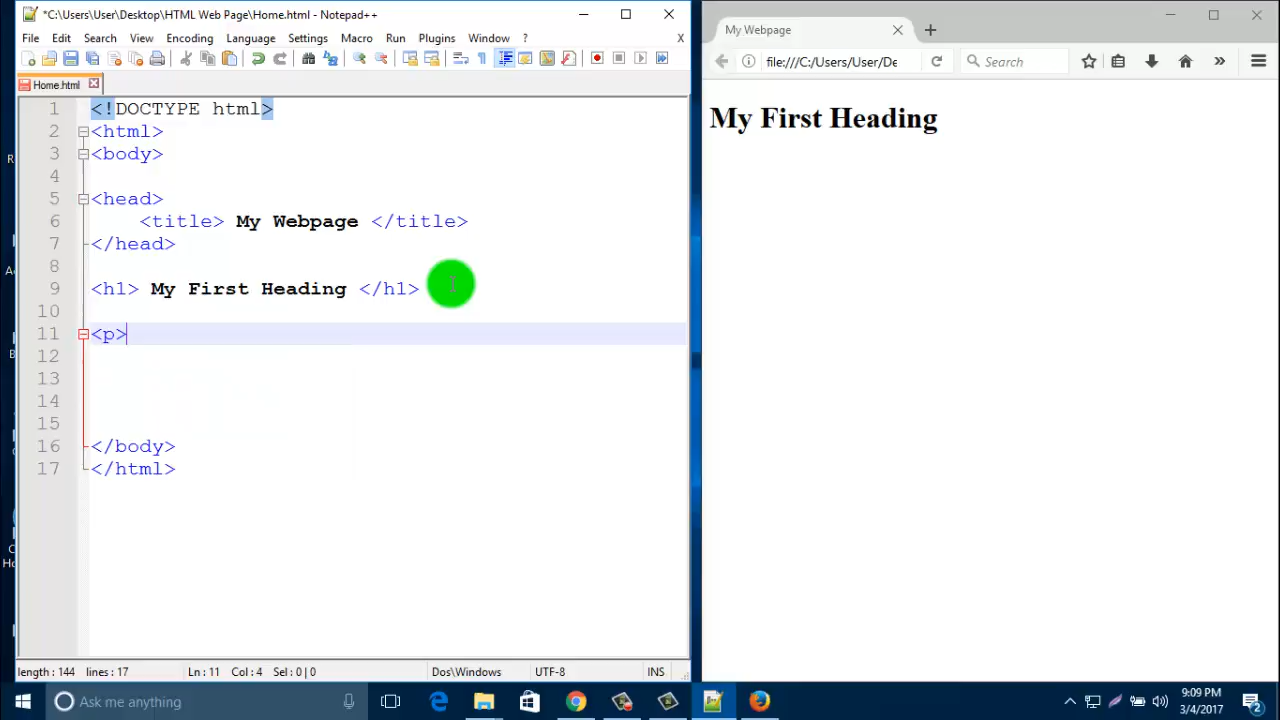 *C:\Users\User\Desktop\HTML Web Page\Home.html - Notepad++
File Edit Search View Encoding Language Settings Macro Run Plugins Window ? X
Home.html
1 <!DOCTYPE html>
2 <html>
3 <body>
4
5 <head>
6 <title> My Webpage </title>
7 </head>
8
9 <h1> My First Heading </h1>
10
11 <p>
12
13
14
15
16 </body>
17 </html>
length : 144 lines : 17 Ln : 11 Col : 4 Sel : 0 | 0 Dos\Windows UTF-8 INS
My Webpage
file:///C:/Users/User/De Search
My First Heading
Ask me anything
9:09 PM
3/4/2017
2